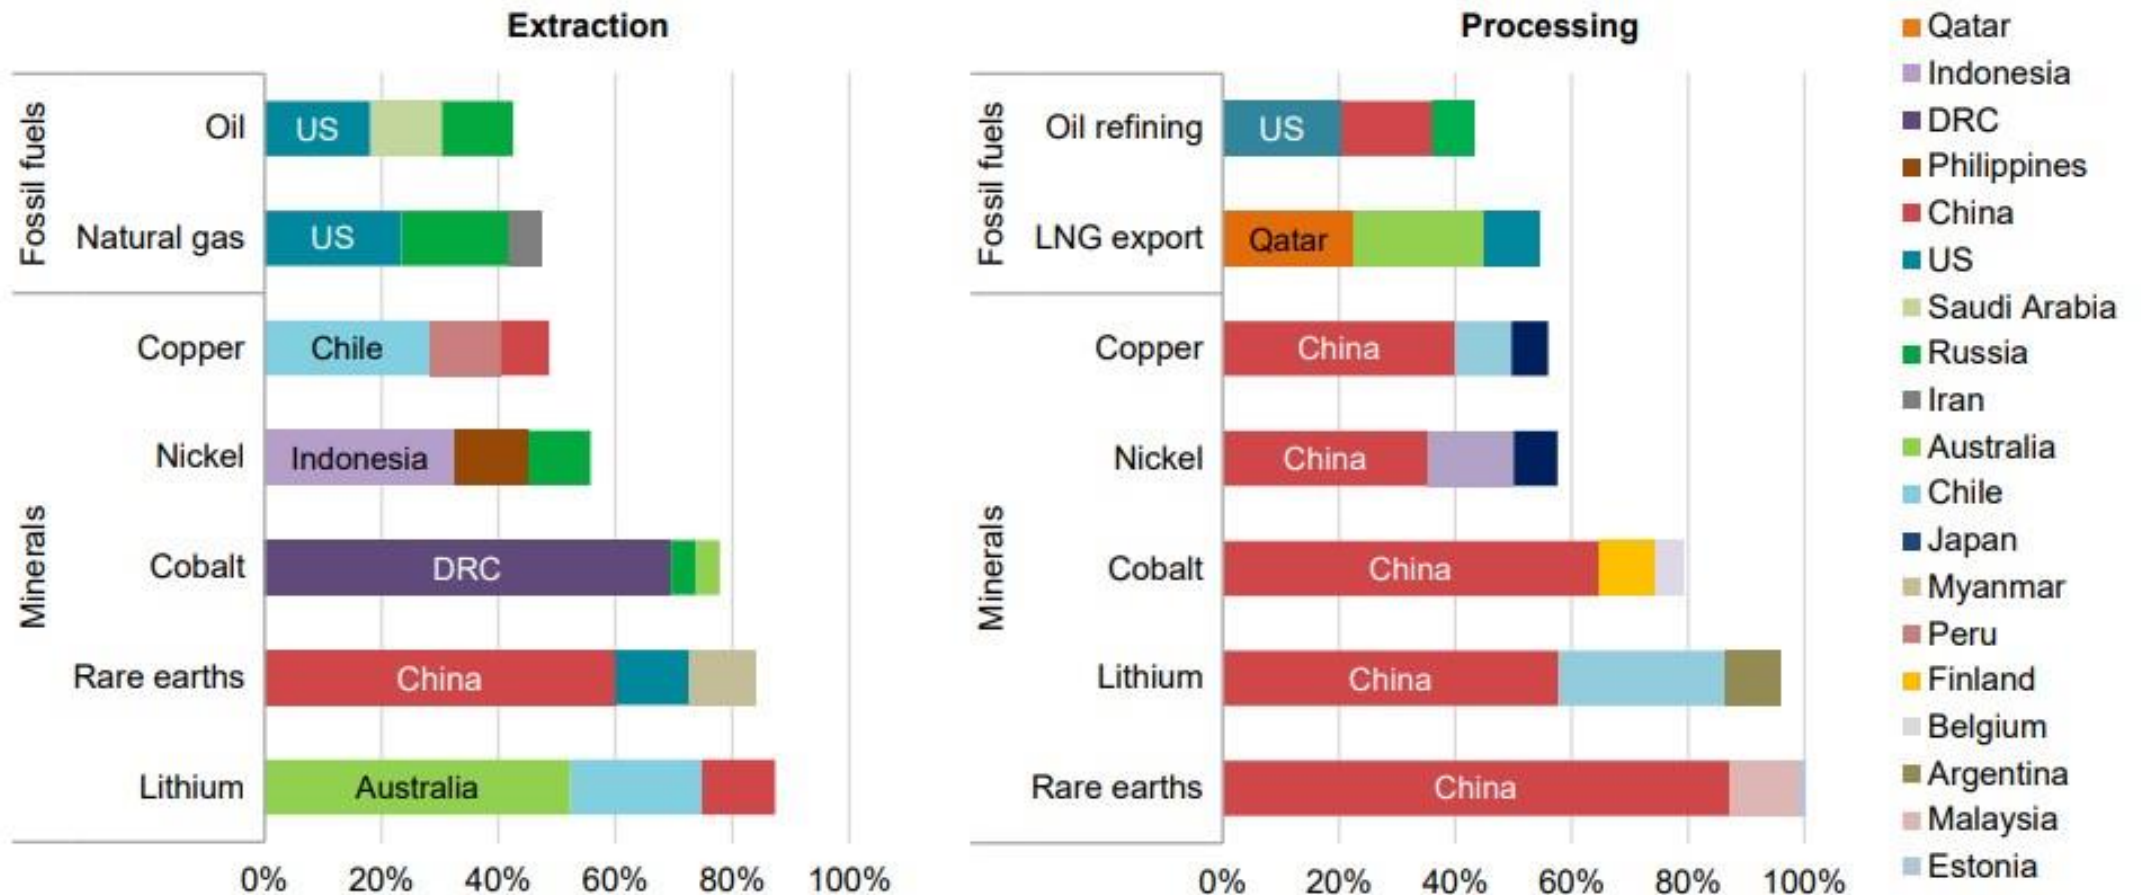 Extraction
Fossil fuels
Oil
US
Natural gas
US
Minerals
Copper
Chile
Nickel
Indonesia
Cobalt
DRC
Rare earths
China
Lithium
Australia
0% 20% 40% 60% 80% 100%
Processing
Fossil fuels
Oil refining
US
LNG export
Qatar
Minerals
Copper
China
Nickel
China
Cobalt
China
Lithium
China
Rare earths
China
0% 20% 40% 60% 80% 100%
Qatar
Indonesia
DRC
Philippines
China
US
Saudi Arabia
Russia
Iran
Australia
Chile
Japan
Myanmar
Peru
Finland
Belgium
Argentina
Malaysia
Estonia